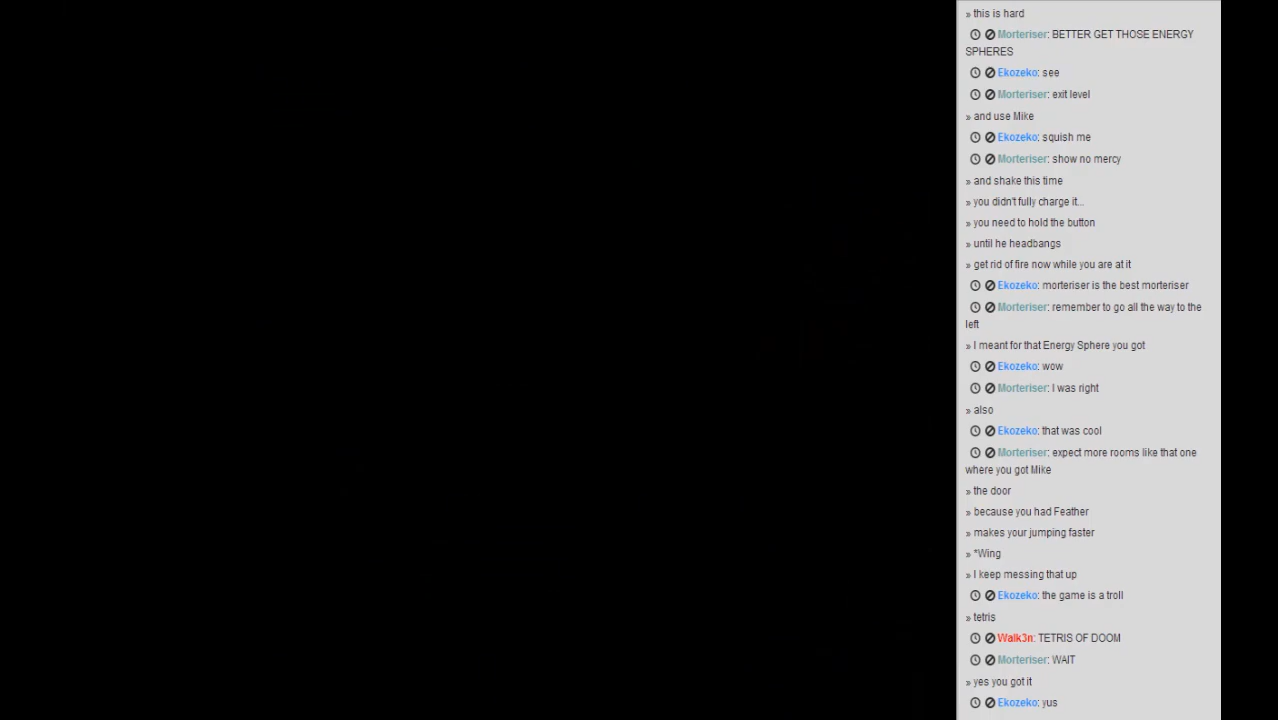 » this is hard
Morteriser: BETTER GET THOSE ENERGY
SPHERES
Ekozeko: see
Morteriser: exit level
» and use Mike
Ekozeko: squish me
Morteriser: show no mercy
» and shake this time
» you didn't fully charge it...
» you need to hold the button
» until he headbangs
» get rid of fire now while you are at it
Ekozeko: morteriser is the best morteriser
Morteriser: remember to go all the way to the
left
» I meant for that Energy Sphere you got
Ekozeko: wow
Morteriser: I was right
» also
Ekozeko: that was cool
Morteriser: expect more rooms like that one
where you got Mike
» the door
» because you had Feather
» makes your jumping faster
» *Wing
» I keep messing that up
Ekozeko: the game is a troll
» tetris
Walk3n: TETRIS OF DOOM
Morteriser: WAIT
» yes you got it
Ekozeko: yus